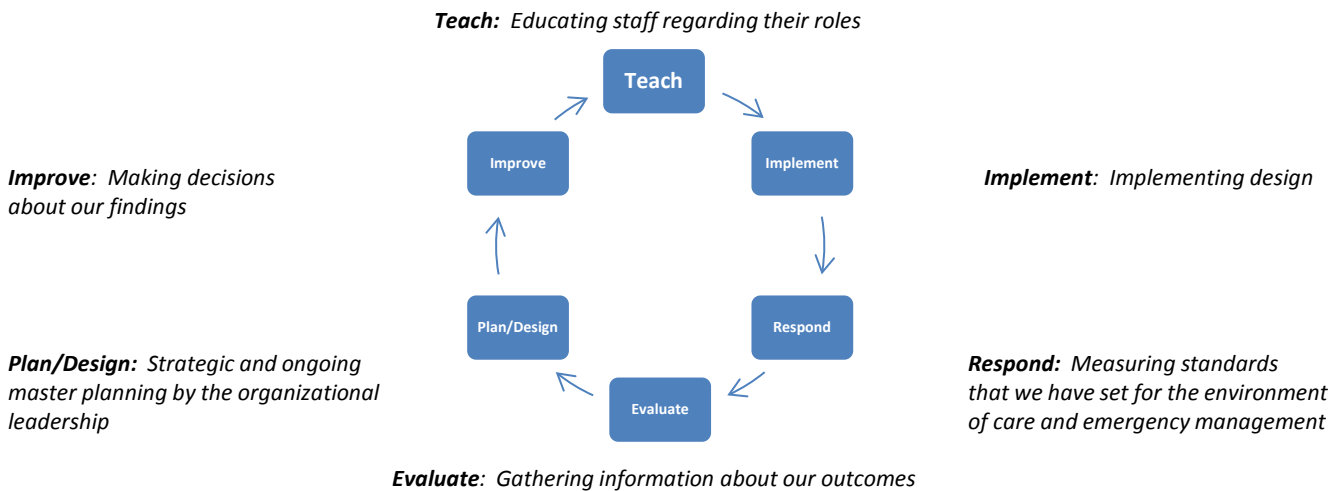 Teach: Educating staff regarding their roles
Teach
Improve
Implement
Improve: Making decisions
about our findings
Implement: Implementing design
Plan/Design
Respond
Plan/Design: Strategic and ongoing
master planning by the organizational
leadership
Respond: Measuring standards
that we have set for the environment
of care and emergency management
Evaluate
Evaluate: Gathering information about our outcomes